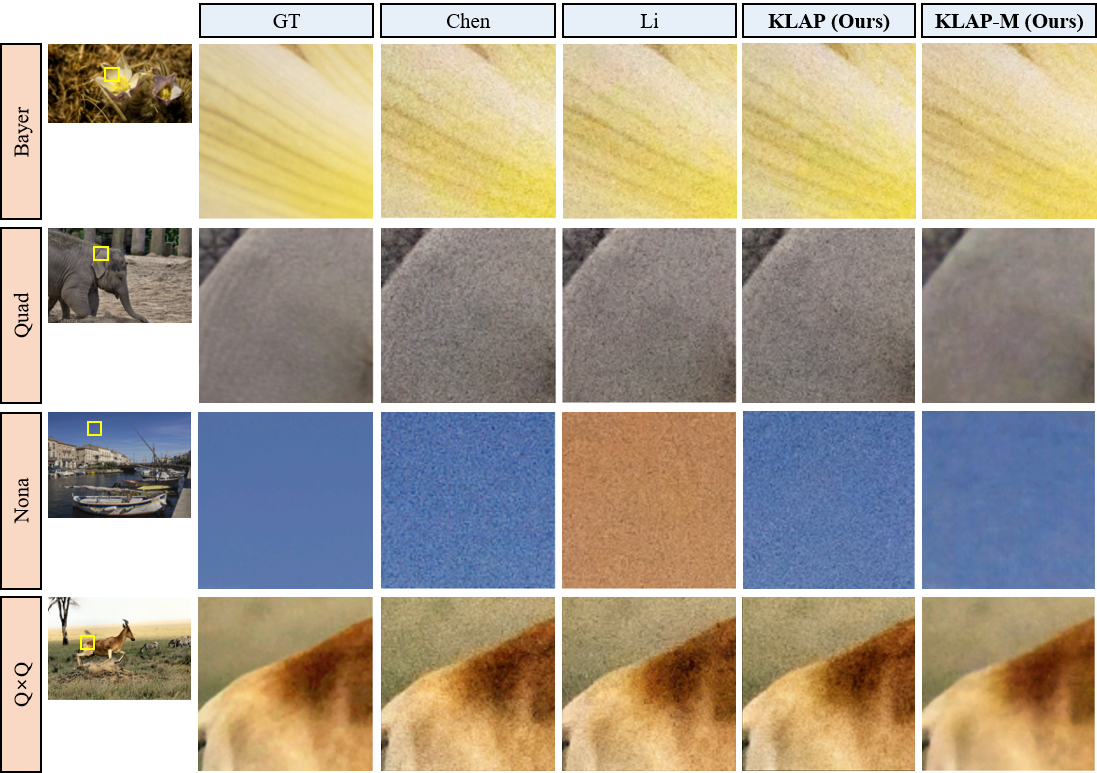 GT
Chen
Li
KLAP (Ours)
KLAP-M (Ours)
Bayer
Quad
Nona
Q×Q